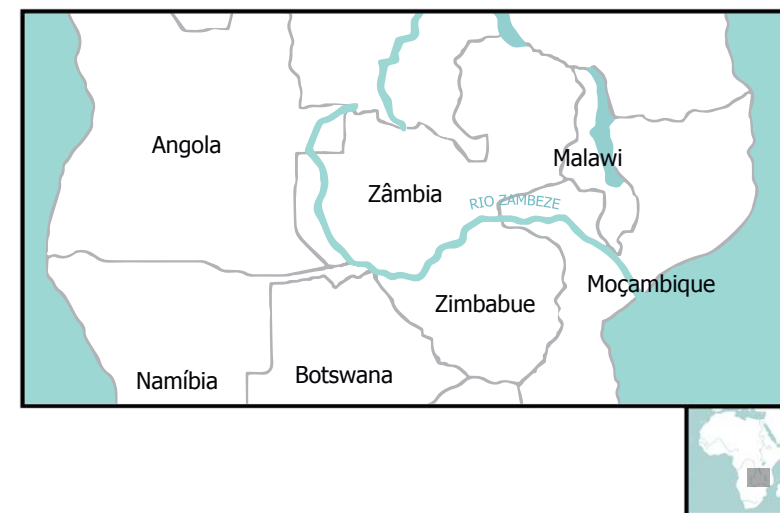 Angola
Malawi
Zâmbia
RIO ZAMBEZE
Moçambique
Zimbabue
Botswana
Namíbia